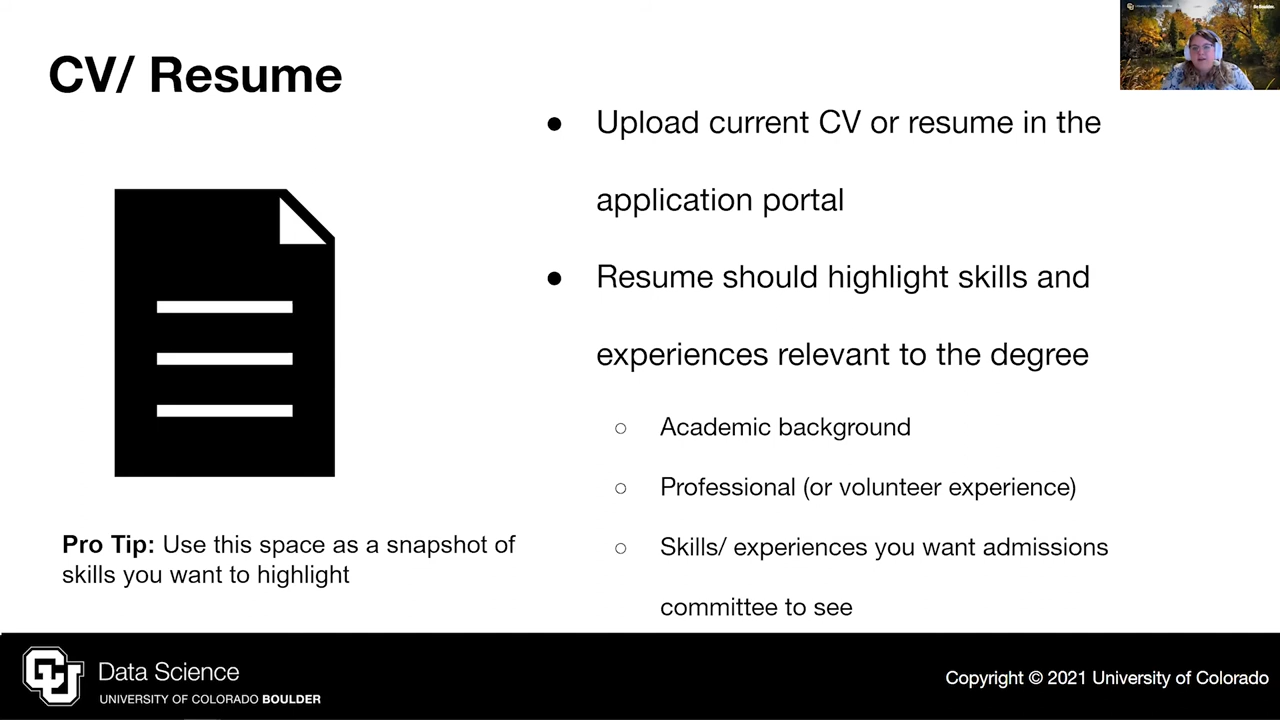 CV/ Resume
● Upload current CV or resume in the
application portal
● Resume should highlight skills and
experiences relevant to the degree
○ Academic background
○ Professional (or volunteer experience)
○ Skills/ experiences you want admissions
committee to see
Pro Tip: Use this space as a snapshot of
skills you want to highlight
CU
Data Science
UNIVERSITY OF COLORADO BOULDER
Copyright © 2021 University of Colorado